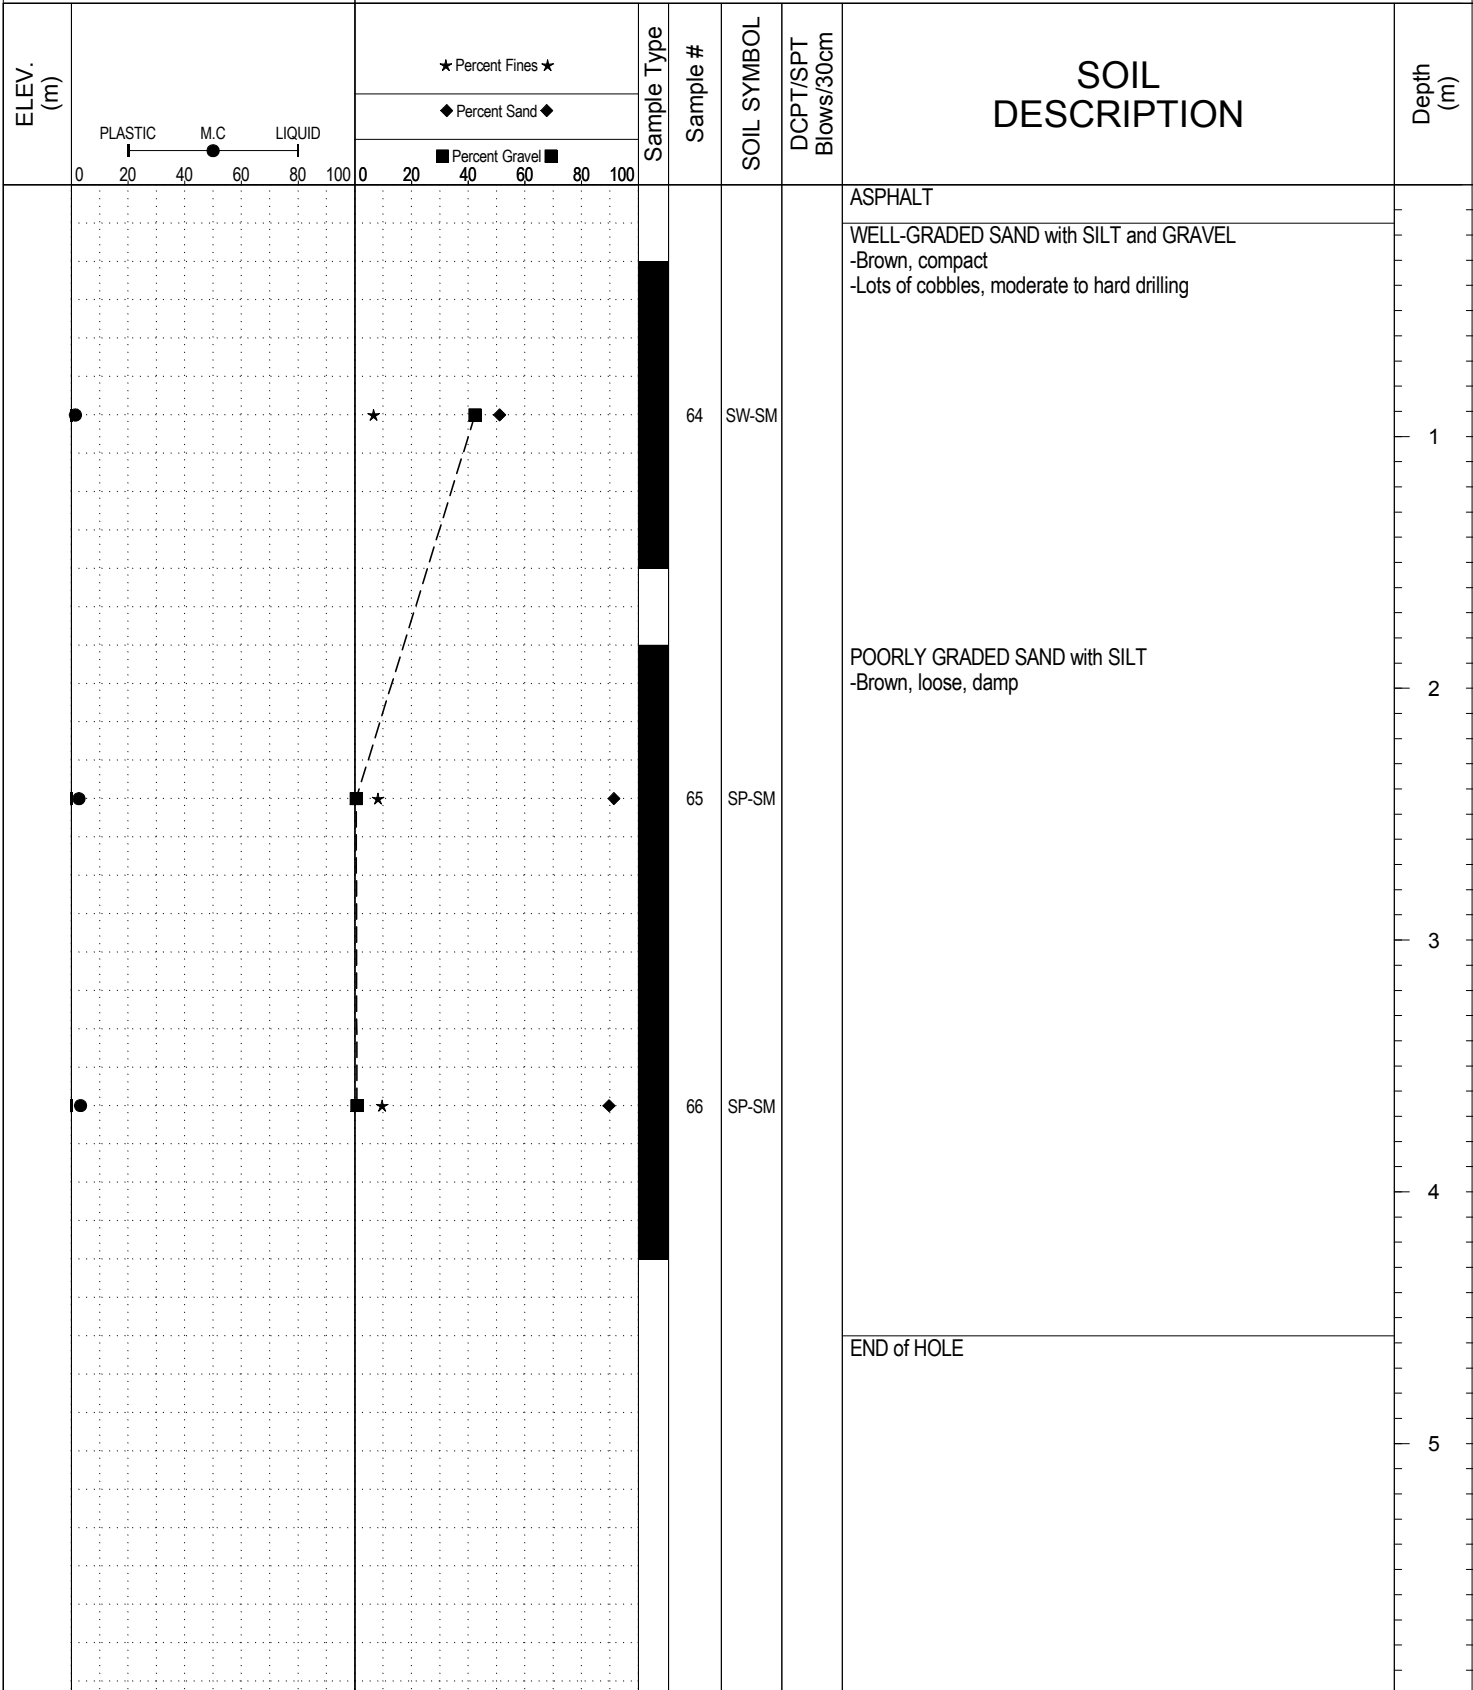 ELEV.
(m)
PLASTIC M.C LIQUID
0 20 40 60 80 100
★ Percent Fines ★
◆ Percent Sand ◆
■ Percent Gravel ■
0 20 40 60 80 100
Sample Type
Sample #
SOIL SYMBOL
DCPT/SPT
Blows/30cm
SOIL
DESCRIPTION
Depth
(m)
ASPHALT
WELL-GRADED SAND with SILT and GRAVEL
-Brown, compact
-Lots of cobbles, moderate to hard drilling
64 SW-SM
1
POORLY GRADED SAND with SILT
-Brown, loose, damp
2
65 SP-SM
3
66 SP-SM
4
END of HOLE
5